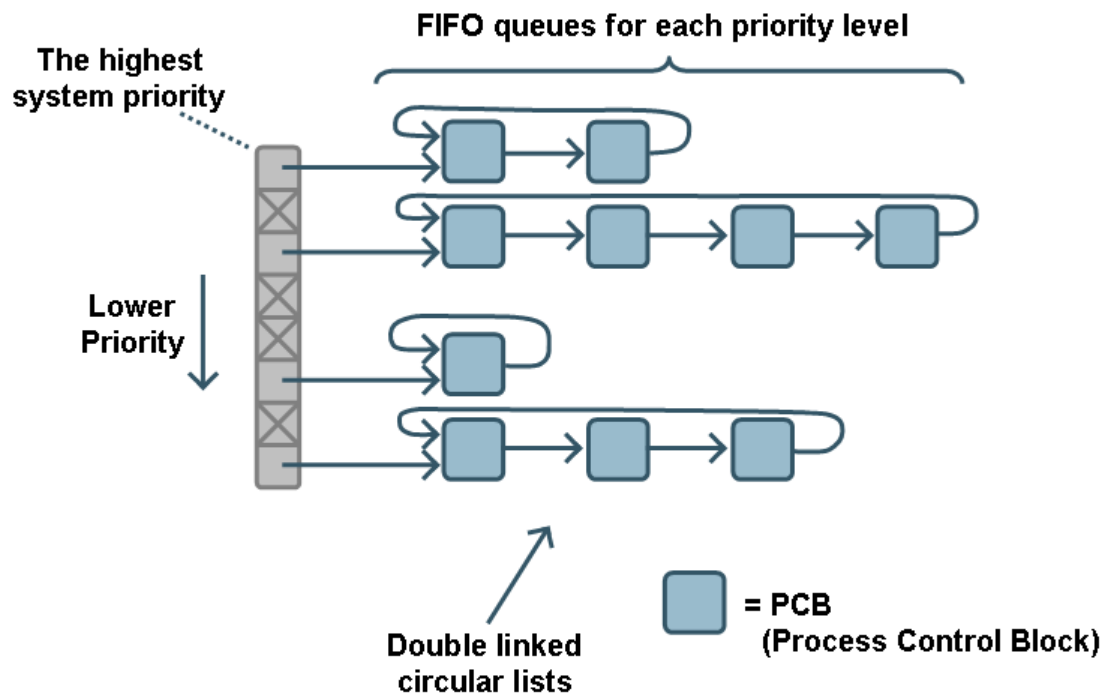 FIFO queues for each priority level
The highest
system priority
Lower
Priority
Double linked
circular lists
= PCB
(Process Control Block)